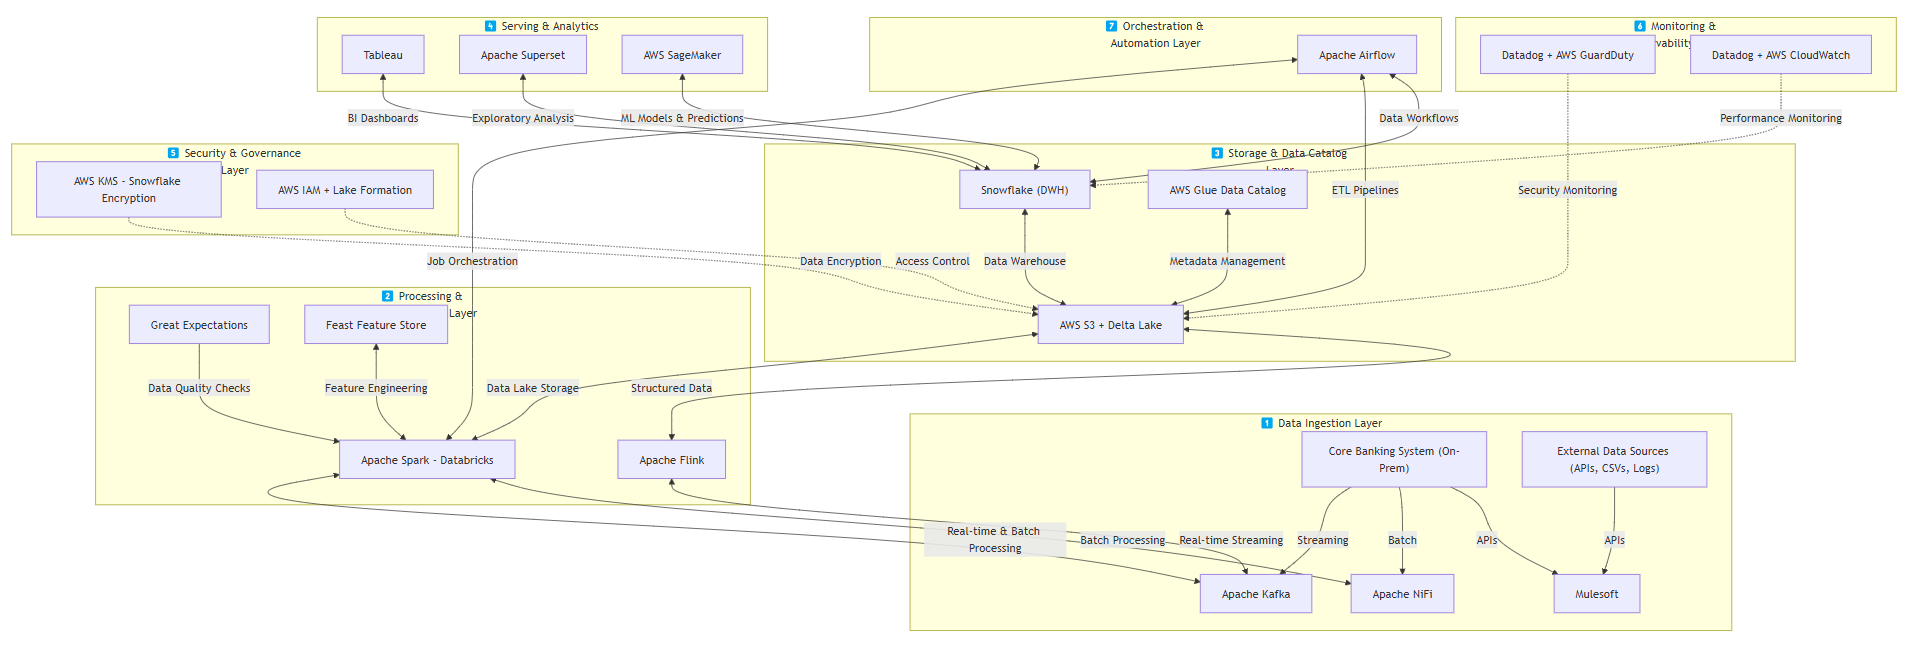 4 Serving & Analytics
Tableau
Apache Superset
AWS SageMaker
7 Orchestration &
Automation Layer
Apache Airflow
6 Monitoring &
Datadog + AWS GuardDuty
Datadog + AWS CloudWatch
BI Dashboards
Exploratory Analysis
ML Models & Predictions
Data Workflows
Performance Monitoring
5 Security & Governance
Layer
AWS KMS - Snowflake
Encryption
AWS IAM + Lake Formation
3 Storage & Data Catalog
Snowflake (DWH)
AWS Glue Data Catalog
ETL Pipelines
Security Monitoring
Job Orchestration
Data Encryption
Access Control
Data Warehouse
Metadata Management
2 Processing &
Layer
Great Expectations
Feast Feature Store
AWS S3 + Delta Lake
Data Quality Checks
Feature Engineering
Data Lake Storage
Structured Data
Apache Spark - Databricks
Apache Flink
1 Data Ingestion Layer
Core Banking System (On-
Prem)
External Data Sources
(APIs, CSVs, Logs)
Real-time & Batch
Processing
Batch Processing
Real-time Streaming
Streaming
Batch
APIs
APIs
Apache Kafka
Apache NiFi
Mulesoft